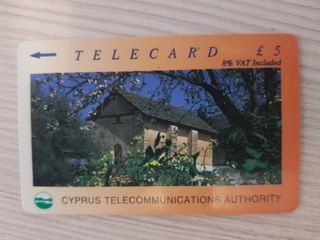 TELECARD £ 5
8% VAT Included
CYPRUS TELECOMMUNICATIONS AUTHORITY